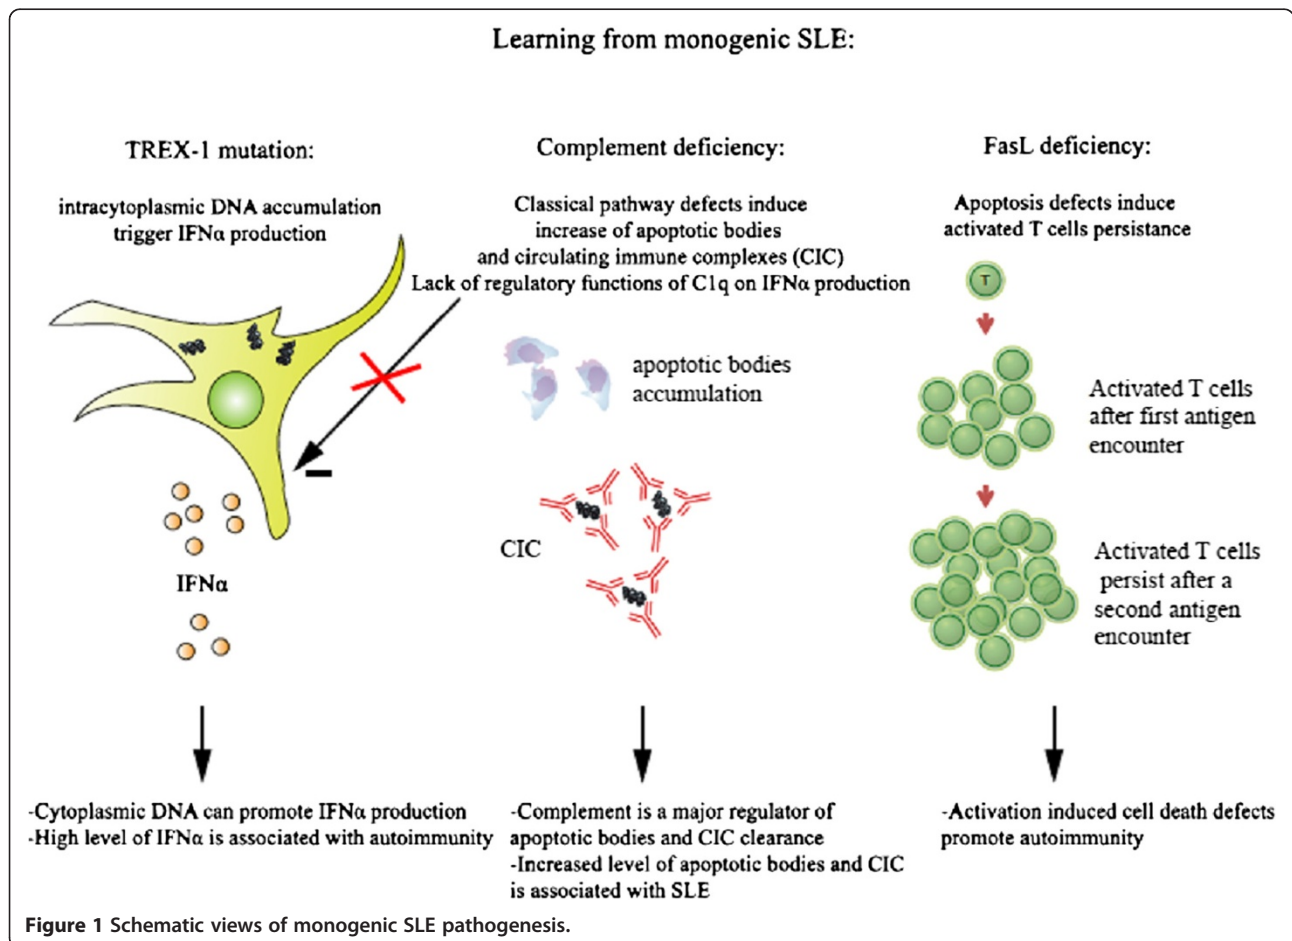 Learning from monogenic SLE:
TREX-1 mutation:
intracytoplasmic DNA accumulation
trigger IFNα production
IFNα
-Cytoplasmic DNA can promote IFNα production
-High level of IFNα is associated with autoimmunity
Complement deficiency:
Classical pathway defects induce
increase of apoptotic bodies
and circulating immune complexes (CIC)
Lack of regulatory functions of C1q on IFNα production
apoptotic bodies
accumulation
CIC
-Complement is a major regulator of
apoptotic bodies and CIC clearance
-Increased level of apoptotic bodies and CIC
is associated with SLE
FasL deficiency:
Apoptosis defects induce
activated T cells persistance
T
Activated T cells
after first antigen
encounter
Activated T cells
persist after a
second antigen
encounter
-Activation induced cell death defects
promote autoimmunity
Figure 1 Schematic views of monogenic SLE pathogenesis.